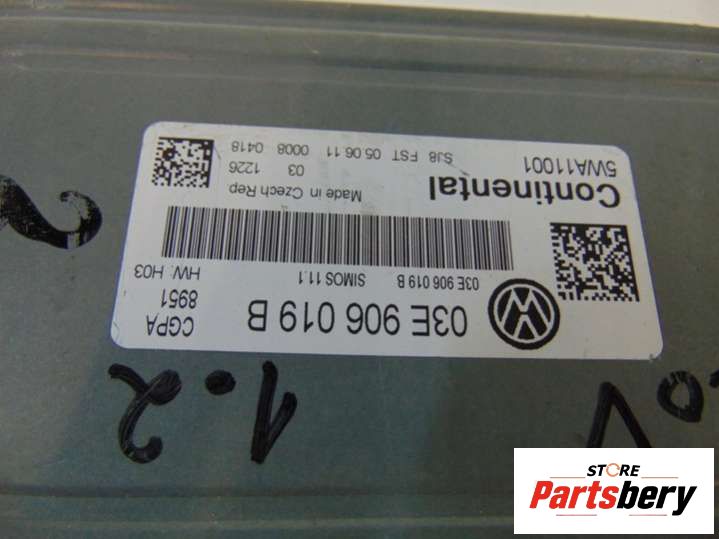 03E 906 019 B
CGPA
8951
HW: H03
03E 906 019 B
SIMOS 11.1
Continental
Made in Czech Rep
5WA11001
03
1226
SJ8 FST 05.06.11 0008 0418
1.2
2
STORE
Partsbery